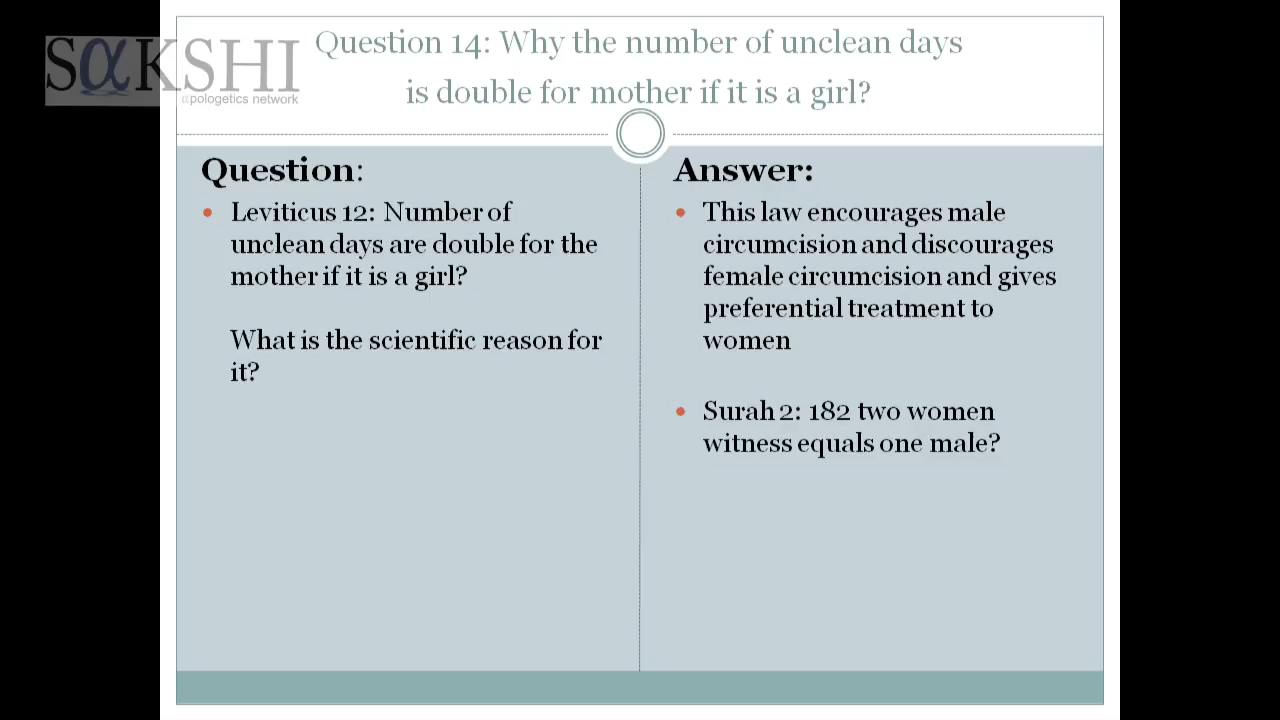 SαKSHI
αpologetics network
Question 14: Why the number of unclean days
is double for mother if it is a girl?
Question:
• Leviticus 12: Number of
unclean days are double for the
mother if it is a girl?
What is the scientific reason for
it?
Answer:
• This law encourages male
circumcision and discourages
female circumcision and gives
preferential treatment to
women
• Surah 2: 182 two women
witness equals one male?